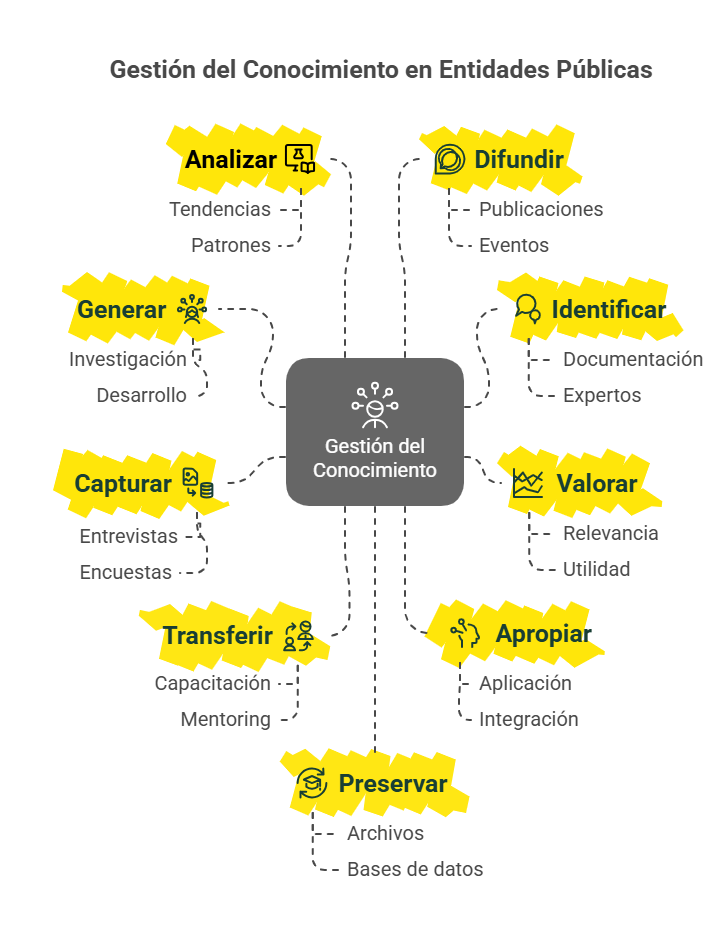 Gestión del Conocimiento en Entidades Públicas
Analizar
Tendencias
Patrones
Difundir
Publicaciones
Eventos
Generar
Investigación
Desarrollo
Identificar
Documentación
Expertos
Gestión del
Conocimiento
Capturar
Entrevistas
Encuestas
Valorar
Relevancia
Utilidad
Transferir
Capacitación
Mentoring
Apropiar
Aplicación
Integración
Preservar
Archivos
Bases de datos